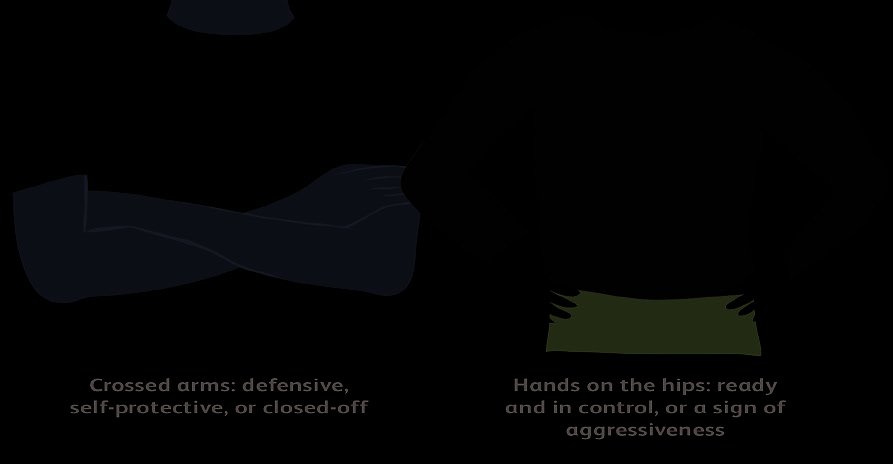 Crossed arms: defensive,
self-protective, or closed-off
Hands on the hips: ready
and in control, or a sign of
aggressiveness